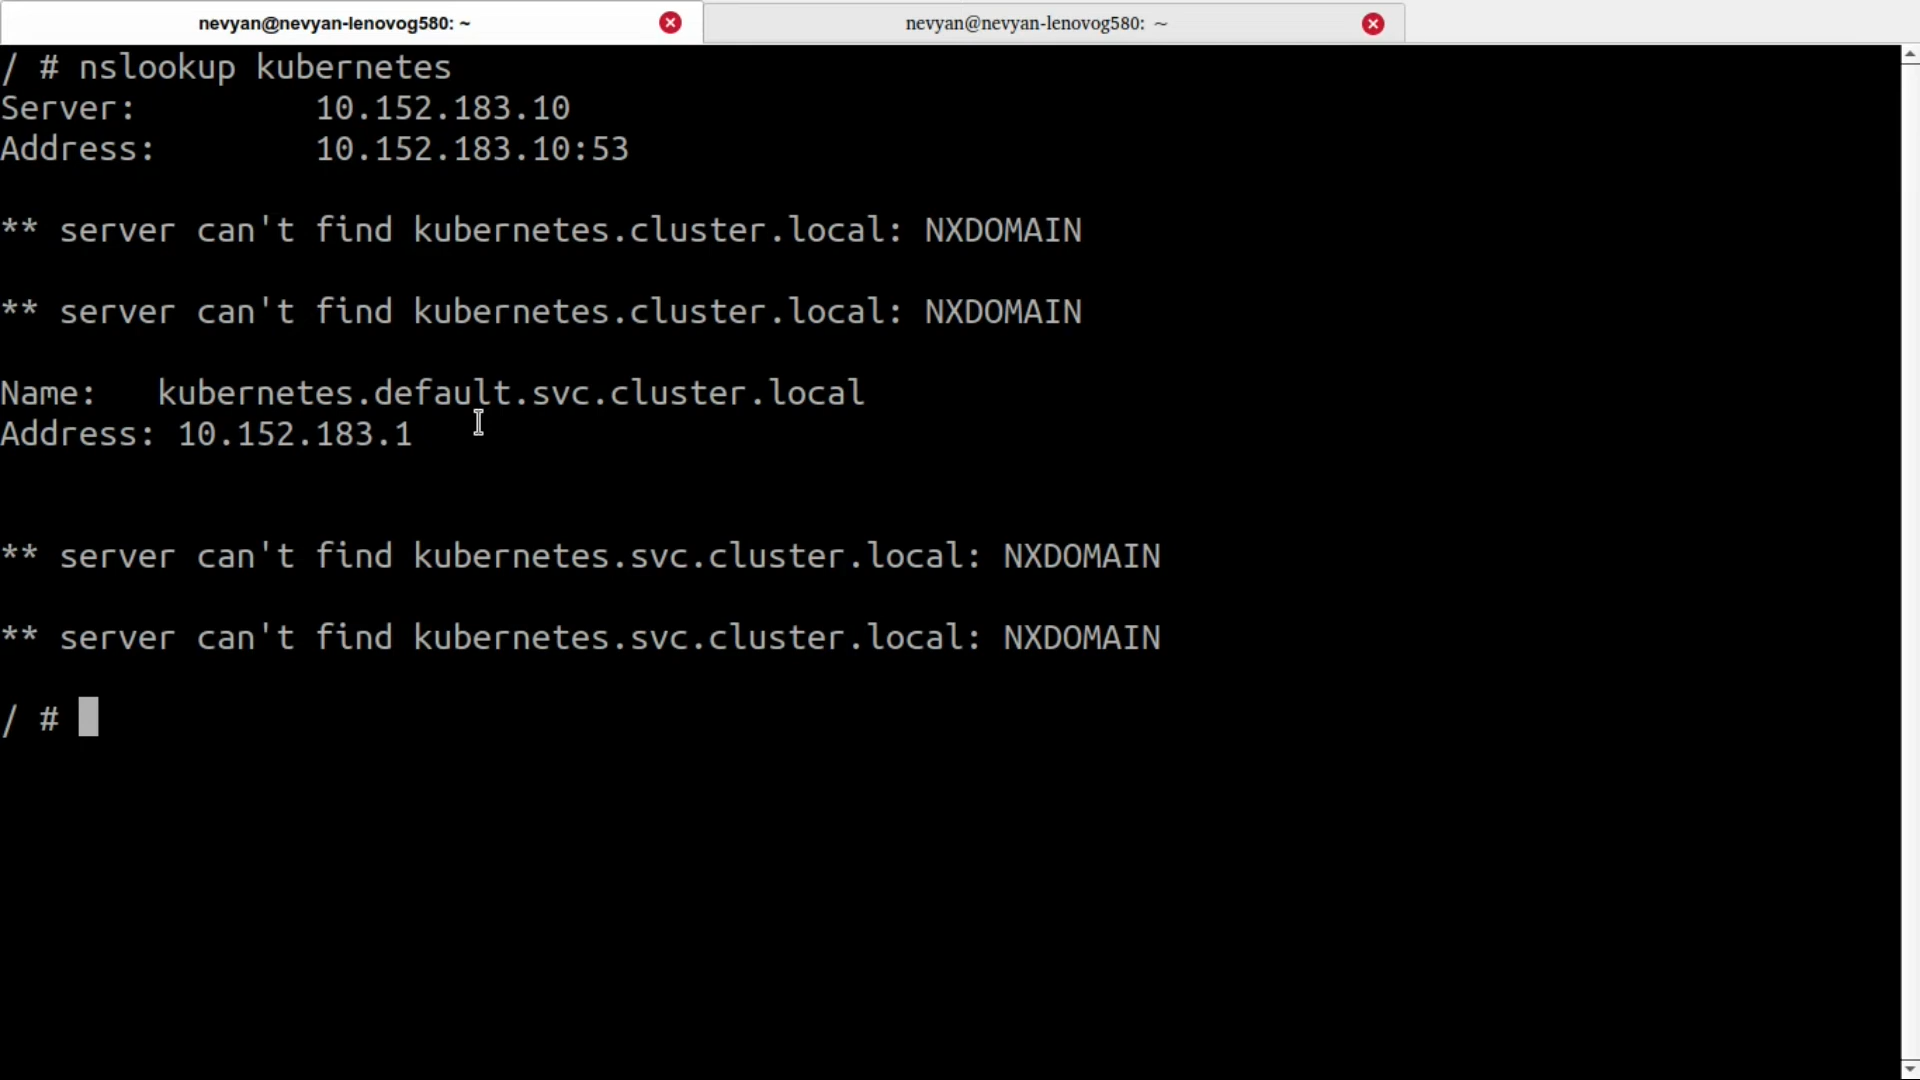 nevyan@nevyan-lenovog580: ~
nevyan@nevyan-lenovog580: ~
/ # nslookup kubernetes
Server:         10.152.183.10
Address:        10.152.183.10:53
** server can't find kubernetes.cluster.local: NXDOMAIN
** server can't find kubernetes.cluster.local: NXDOMAIN
Name:   kubernetes.default.svc.cluster.local
Address: 10.152.183.1
** server can't find kubernetes.svc.cluster.local: NXDOMAIN
** server can't find kubernetes.svc.cluster.local: NXDOMAIN
/ #